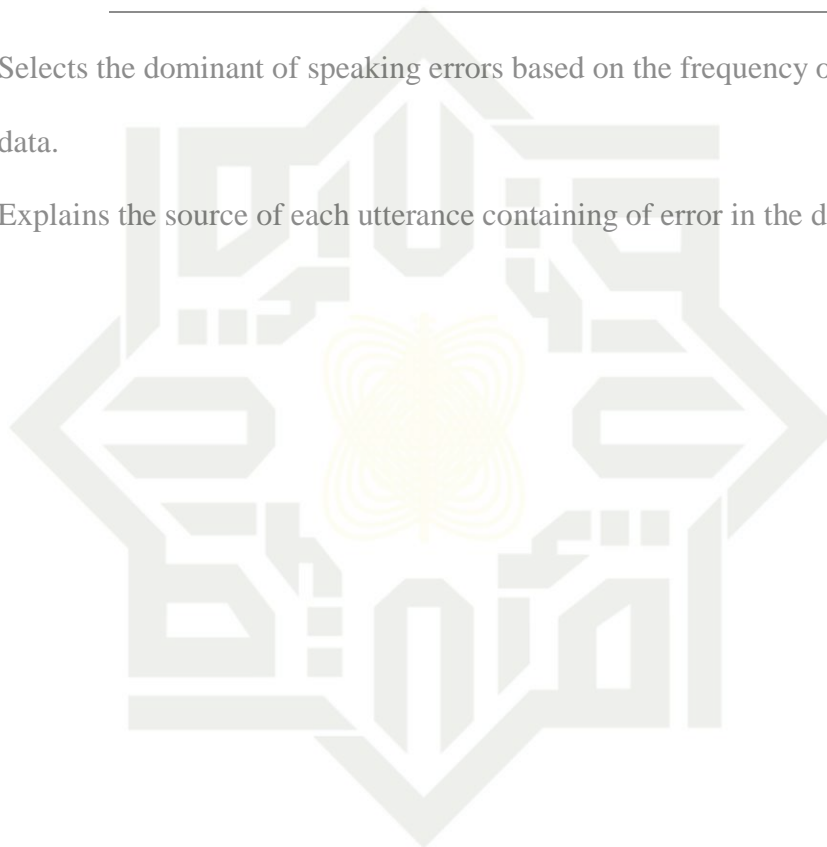 Selects the dominant of speaking errors based on the frequency o
data.
Explains the source of each utterance containing of error in the d